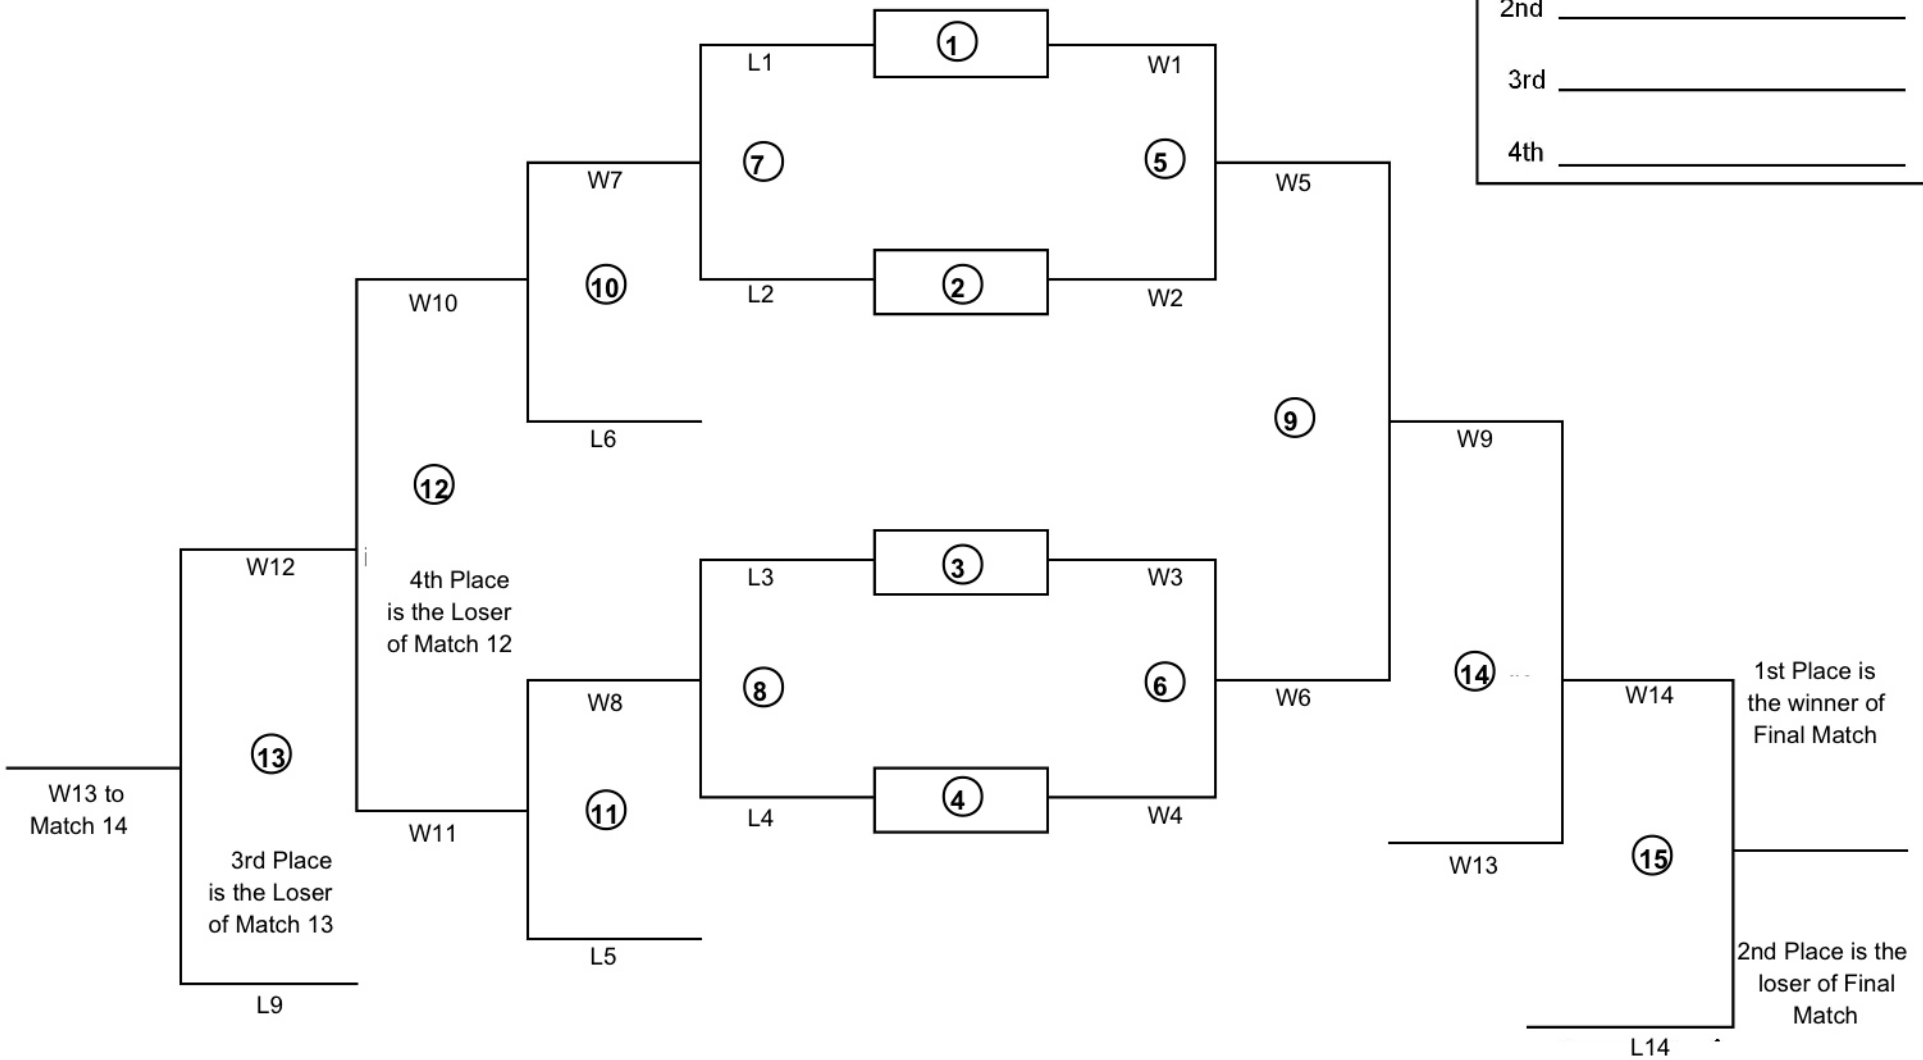 2nd
1
L1
W1
3rd
7
5
4th
W7
W5
10
2
L2
W2
W10
9
L6
W9
12
3
W12
L3
W3
4th Place
is the Loser
of Match 12
14
8
6
W8
W6
W14
1st Place is
the winner of
Final Match
13
W13 to
Match 14
11
4
L4
W4
W11
15
W13
3rd Place
is the Loser
of Match 13
L5
2nd Place is the
loser of Final
Match
L9
L14